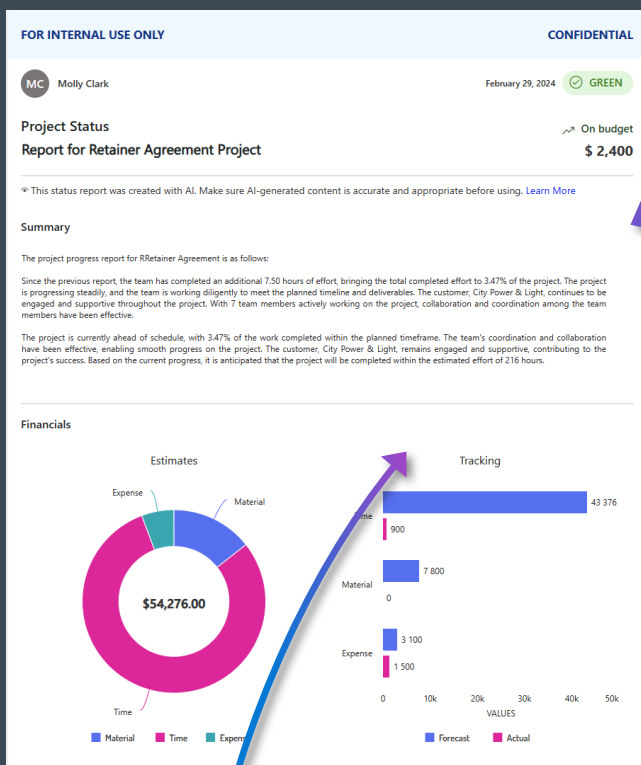 FOR INTERNAL USE ONLY
CONFIDENTIAL
MC
Molly Clark
February 29, 2024
GREEN
Project Status
On budget
Report for Retainer Agreement Project
$ 2,400
This status report was created with AI. Make sure AI-generated content is accurate and appropriate before using. Learn More
Summary
The project progress report for RRetainer Agreement is as follows:
Since the previous report, the team has completed an additional 7.50 hours of effort, bringing the total completed effort to 3.47% of the project. The project
is progressing steadily, and the team is working diligently to meet the planned timeline and deliverables. The customer, City Power & Light, continues to be
engaged and supportive throughout the project. With 7 team members actively working on the project, collaboration and coordination among the team
members have been effective.
The project is currently ahead of schedule, with 3.47% of the work completed within the planned timeframe. The team's coordination and collaboration
have been effective, enabling smooth progress on the project. The customer, City Power & Light, remains engaged and supportive, contributing to the
project's success. Based on the current progress, it is anticipated that the project will be completed within the estimated effort of 216 hours.
Financials
Estimates
Expense
Material
$54,276.00
Time
Material
Time
Expens
Tracking
43 376
900
Material
7 800
0
Expense
3 100
1 500
0
10k
20k
30k
40k
50k
VALUES
Forecast
Actual